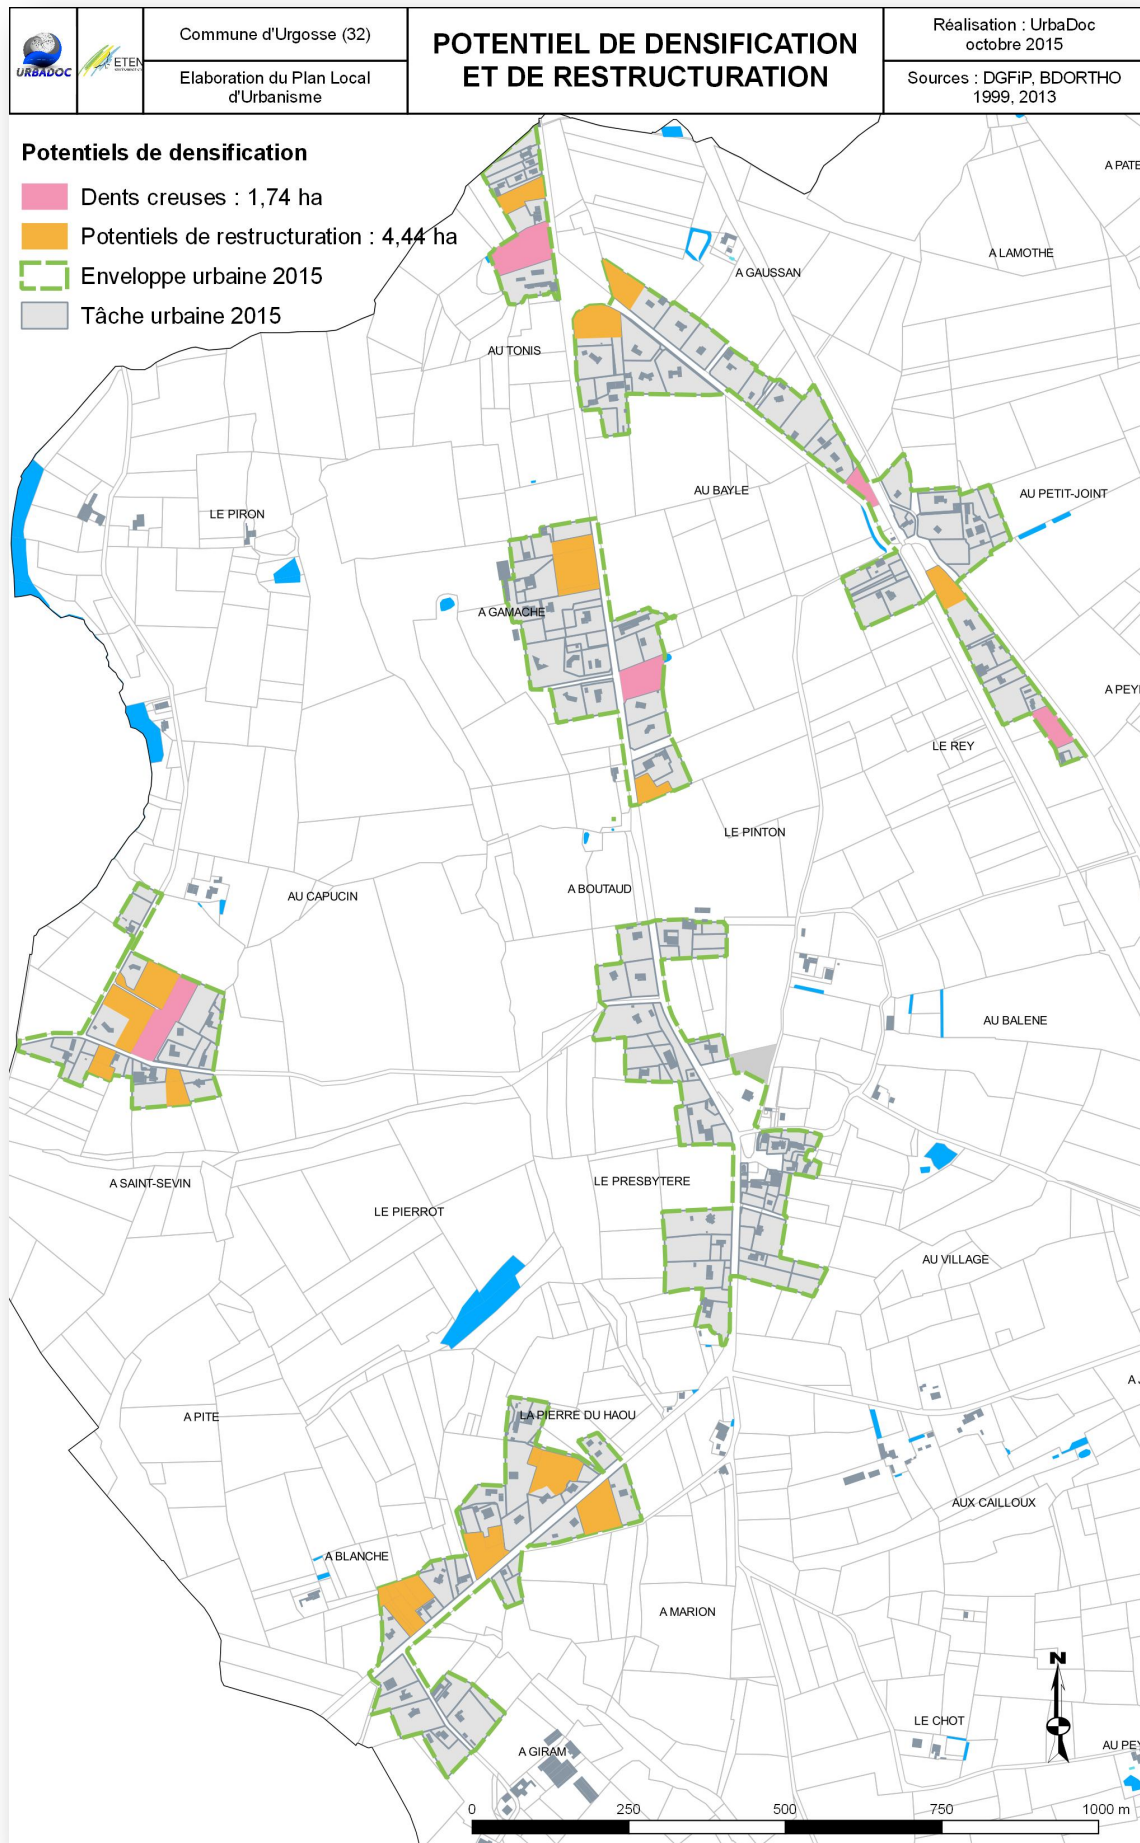 URBADOC
ETEN
Commune d'Urgosse (32)
Elaboration du Plan Local
d'Urbanisme
POTENTIEL DE DENSIFICATION
ET DE RESTRUCTURATION
Réalisation : UrbaDoc
octobre 2015
Sources : DGFiP, BDORTHO
1999, 2013
Potentiels de densification
Dents creuses : 1,74 ha
Potentiels de restructuration : 4,44 ha
Enveloppe urbaine 2015
Tâche urbaine 2015
A PATE
A LAMOTHE
A GAUSSAN
AU TONIS
AU BAYLE
AU PETIT-JOINT
LE PIRON
A GAMACHE
A PEY
LE REY
LE PINTON
A BOUTAUD
AU CAPUCIN
AU BALENE
A SAINT-SEVIN
LE PRESBYTERE
LE PIERROT
AU VILLAGE
A PITE
LA PIERRE DU HAOU
AUX CAILLOUX
A BLANCHE
A MARION
N
LE CHOT
A GIRAM
AU PEY
0 250 500 750 1000 m